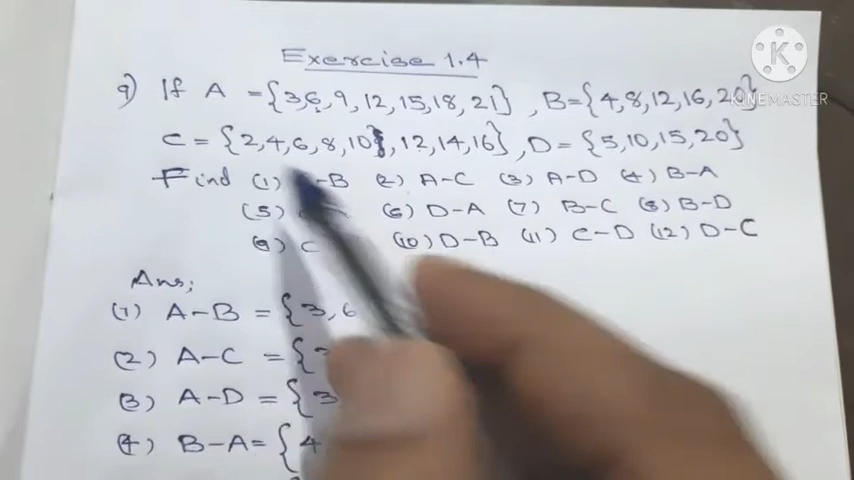 Exercise 1.4
9) If A = {3,6,9,12,15,18,21}, B={4,8,12,16,20}
C = {2,4,6,8,10}, 12,14,16}, D = {5,10,15,20}
Find (1) -B (2) A-C (3) A-D (4) B-A
(5) (6) D-A (7) B-C (8) B-D
(9) C (10) D-B (11) C-D (12) D-C
Ans;
(1) A-B = {3,6
(2) A-C = {
(3) A-D = {3
(4) B-A= {4
K
KINEMASTER